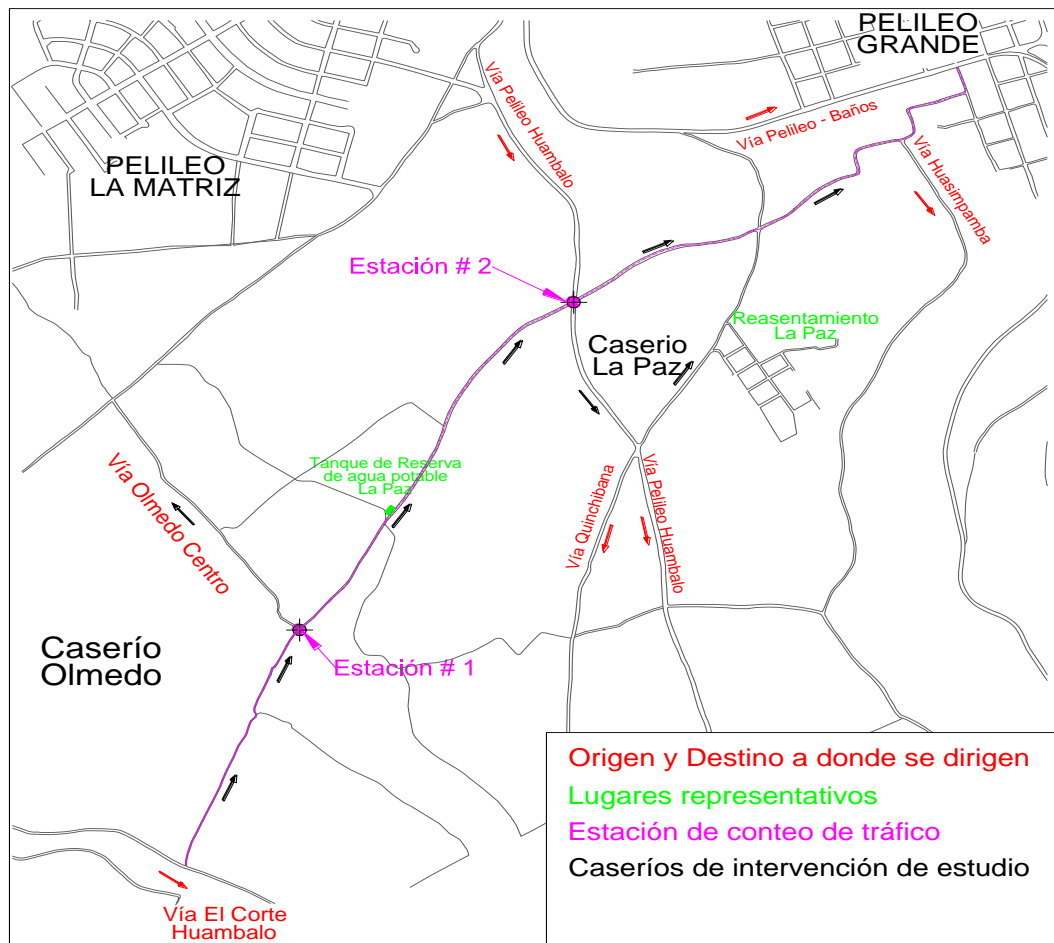 PELILEO
GRANDE
Vía Pelileo Huambalo
Vía Pelileo - Baños
PELILEO
LA MATRIZ
Vía Huasimpamba
Estación # 2
Reasentamiento
La Paz
Caserio
La Paz
Tanque de Reserva
de agua potable
La Paz
Vía Olmedo Centro
Vía Quinchibana
Vía Pelileo Huambalo
Caserío
Olmedo
Estación # 1
Vía El Corte
Huambalo
Origen y Destino a donde se dirigen
Lugares representativos
Estación de conteo de tráfico
Caseríos de intervención de estudio